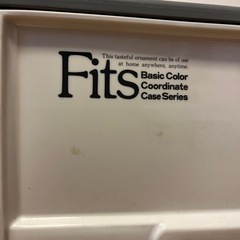 This tasteful ornament can be of use
at home anywhere, anytime.
Fits
Basic Color
Coordinate
Case Series